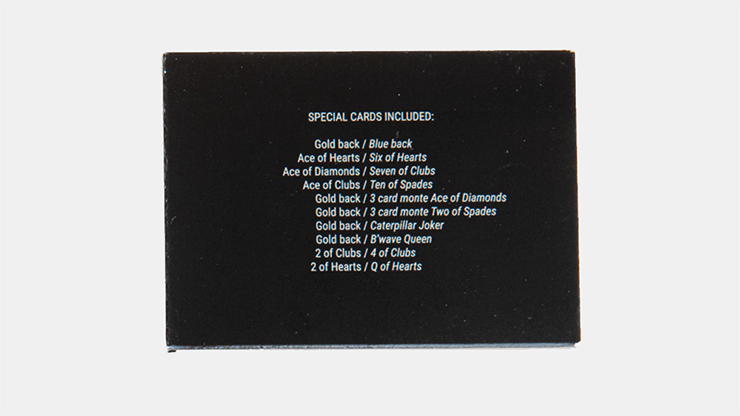 SPECIAL CARDS INCLUDED:
Gold back / Blue back
Ace of Hearts / Six of Hearts
Ace of Diamonds / Seven of Clubs
Ace of Clubs / Ten of Spades
Gold back / 3 card monte Ace of Diamonds
Gold back / 3 card monte Two of Spades
Gold back / Caterpillar Joker
Gold back / B'wave Queen
2 of Clubs / 4 of Clubs
2 of Hearts / Q of Hearts